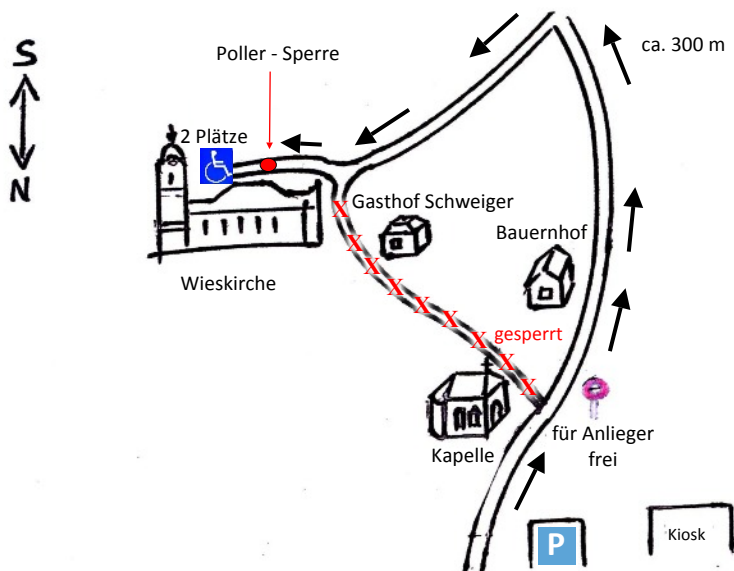 S
N
Poller - Sperre
ca. 300 m
2 Plätze
Gasthof Schweiger
X
X
X
X
X
X
X
X
X
Bauernhof
Wieskirche
gesperrt
Kapelle
für Anlieger
frei
P
Kiosk